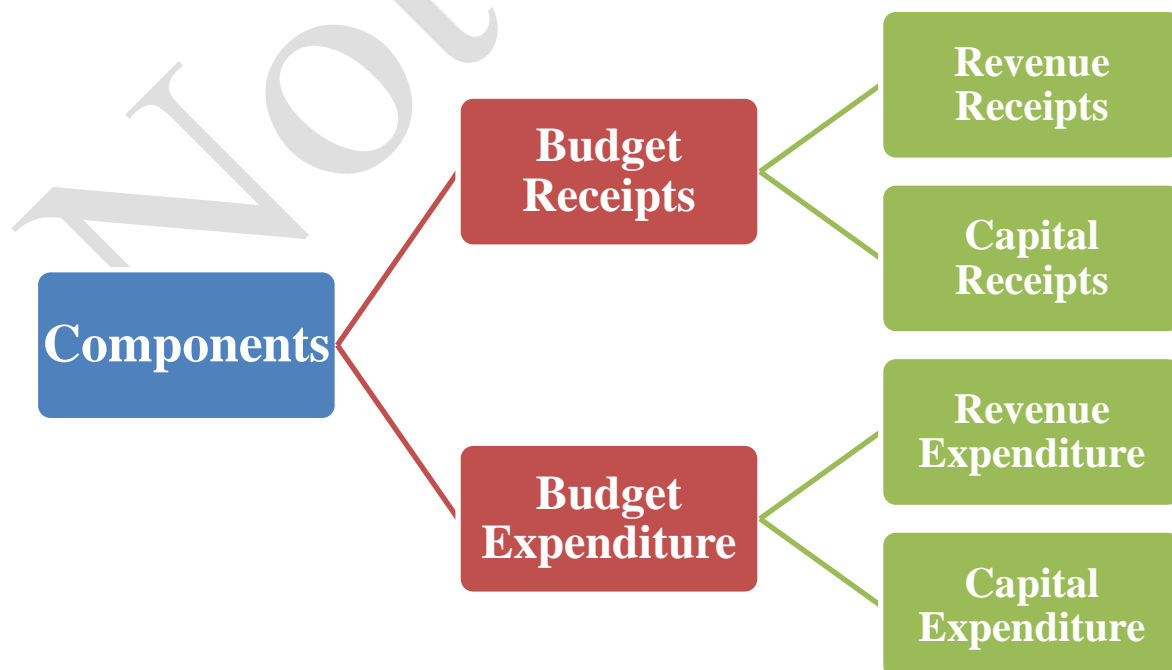 Components
Budget
Receipts
Revenue
Receipts
Capital
Receipts
Budget
Expenditure
Revenue
Expenditure
Capital
Expenditure